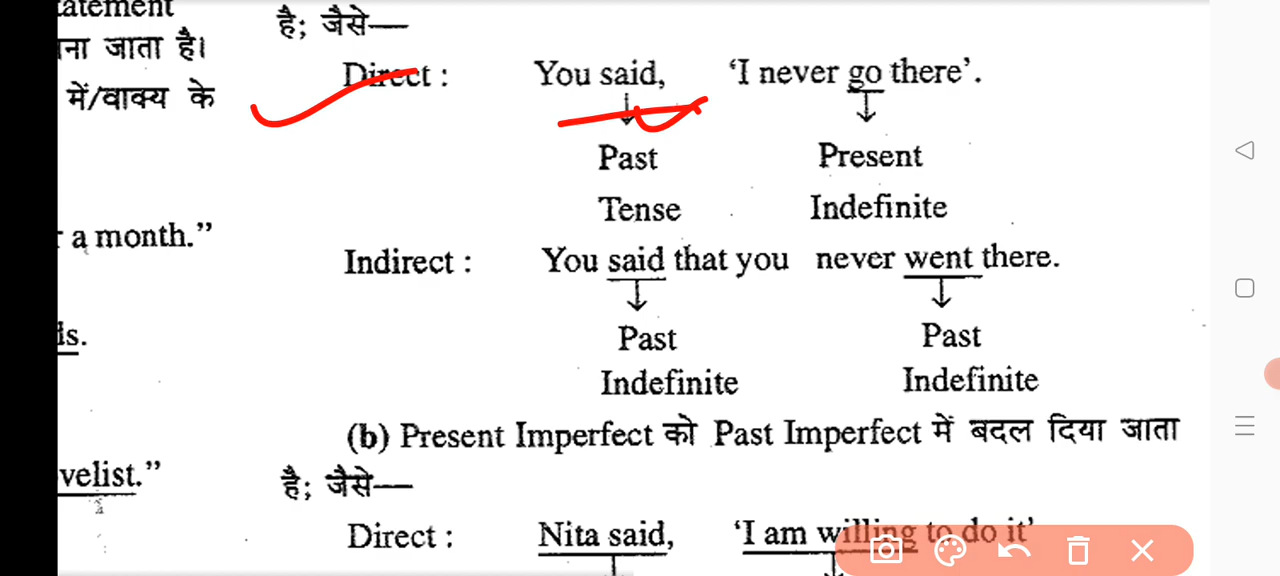 atement
है; जैसे—
ना जाता है।
Direct : You said, 'I never go there'.
में/वाक्य के
Past Present
Tense Indefinite
a month.”
Indirect : You said that you never went there.
is.
Past Past
Indefinite Indefinite
(b) Present Imperfect को Past Imperfect में बदल दिया जाता
velist.”
है; जैसे—
Direct : Nita said, 'I am willing to do it'